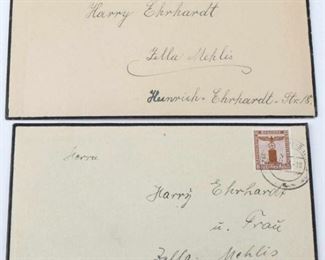 Harry Ehrhardt
Zella Mehlis
Heinrich-Ehrhardt-Str. 18.
Herrn
Harry Ehrhardt
u. Frau
Zella-Mehlis